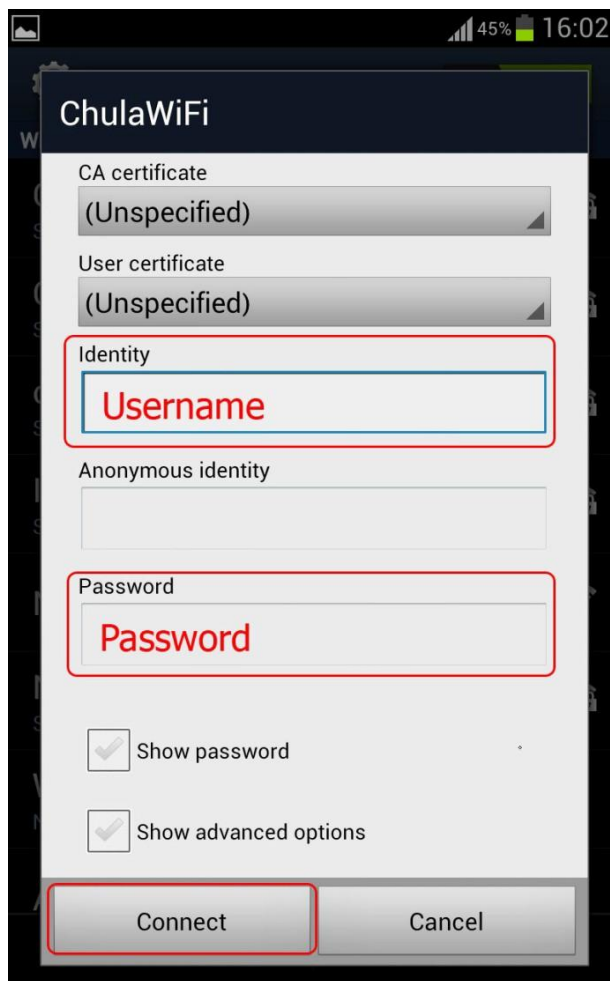 45% 16:02
ChulaWiFi
CA certificate
(Unspecified)
User certificate
(Unspecified)
Identity
Username
Anonymous identity
Password
Password
Show password
Show advanced options
Connect Cancel